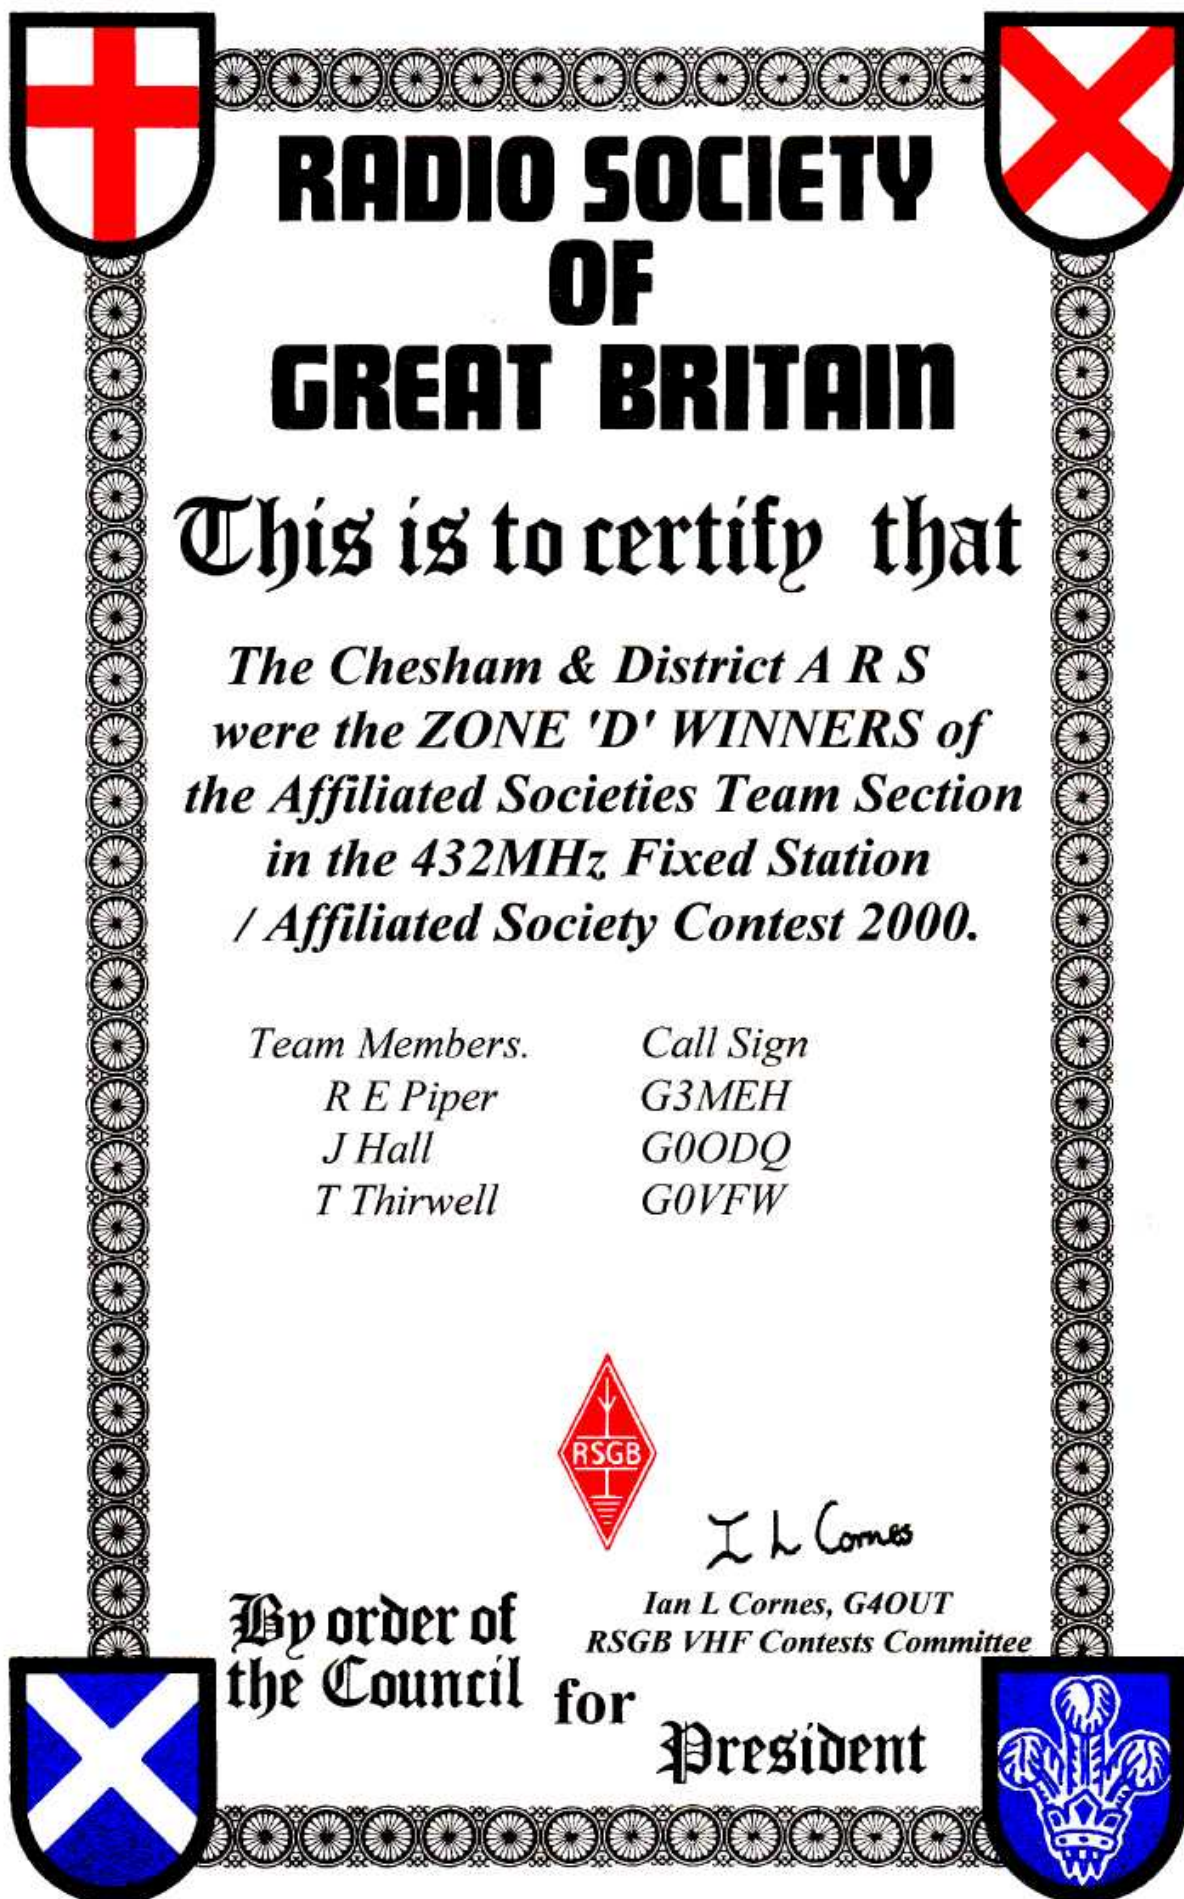 RADIO SOCIETY
OF
GREAT BRITAIN
This is to certify that
The Chesham & District A R S
were the ZONE 'D' WINNERS of
the Affiliated Societies Team Section
in the 432MHz Fixed Station
/ Affiliated Society Contest 2000.
Team Members. Call Sign
R E Piper G3MEH
J Hall G0ODQ
T Thirwell G0VFW
RSGB
I L Cornes
Ian L Cornes, G4OUT
RSGB VHF Contests Committee
By order of
the Council
for
President